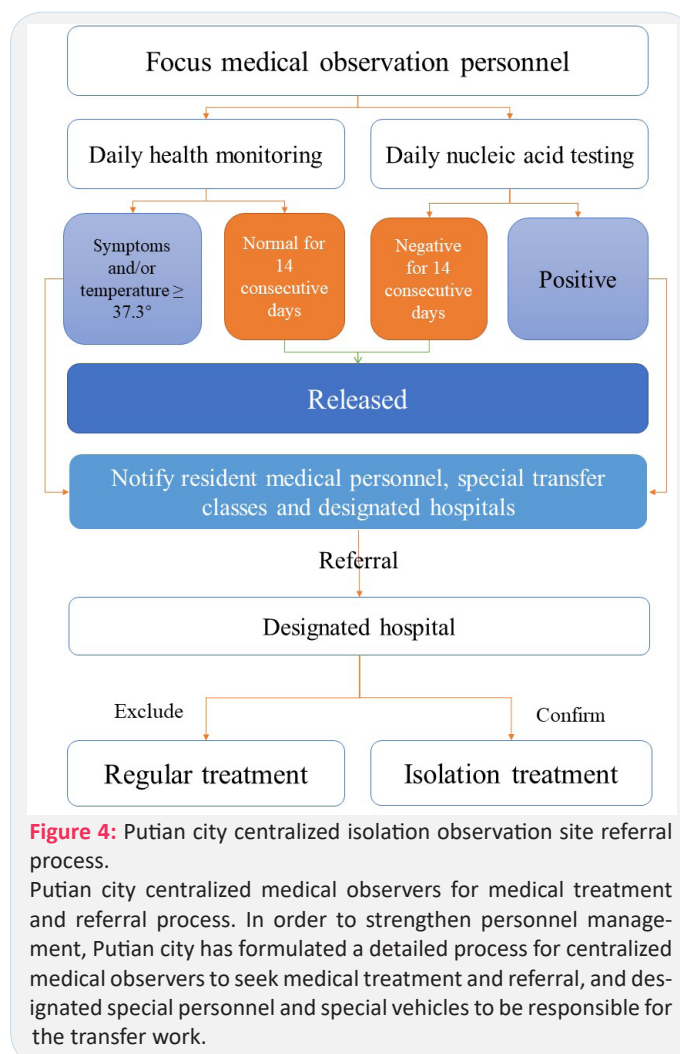 Focus medical observation personnel
Daily health monitoring
Daily nucleic acid testing
Symptoms
and/or
temperature ≥
37.3°
Normal for
14
consecutive
days
Negative
for 14
consecutive
days
Positive
Released
Notify resident medical personnel, special transfer
classes and designated hospitals
Referral
Designated hospital
Exclude
Confirm
Regular treatment
Isolation treatment
Figure 4: Putian city centralized isolation observation site referral
process.
Putian city centralized medical observers for medical treatment
and referral process. In order to strengthen personnel manage-
ment, Putian city has formulated a detailed process for centralized
medical observers to seek medical treatment and referral, and des-
ignated special personnel and special vehicles to be responsible for
the transfer work.